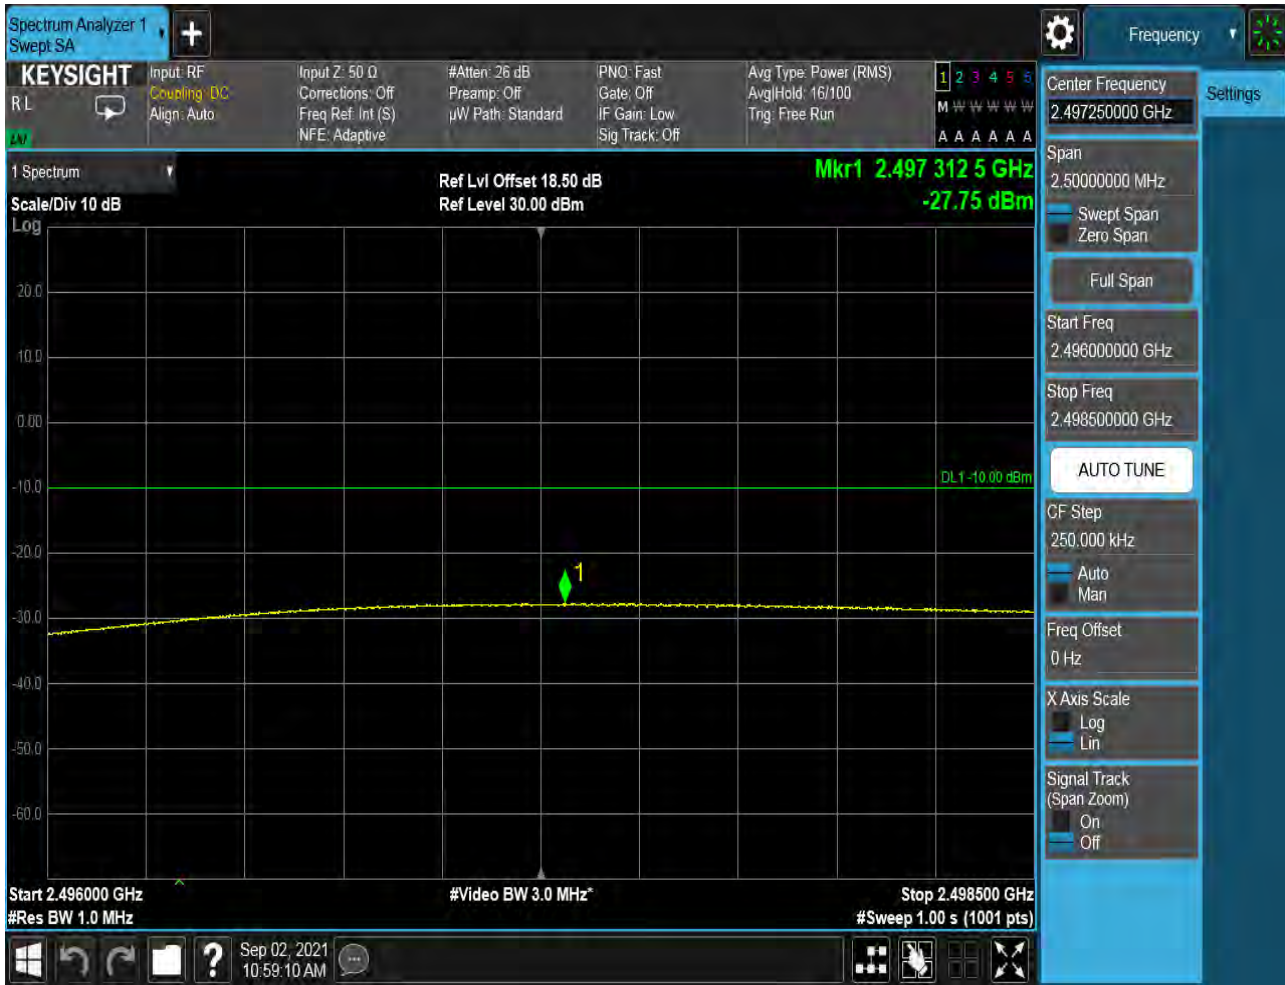 Spectrum Analyzer 1
Swept SA
Frequency
KEYSIGHT
R L
Input: RF
Coupling: DC
Align: Auto
Input Z: 50 Ω
Corrections: Off
Freq Ref: Int (S)
NFE: Adaptive
#Atten: 26 dB
Preamp: Off
µW Path: Standard
PNO: Fast
Gate: Off
IF Gain: Low
Sig Track: Off
Avg Type: Power (RMS)
Avg|Hold: 16/100
Trig: Free Run
1 2 3 4 5 6
M W W W W W
A A A A A A
1 Spectrum
Scale/Div 10 dB
Log
Ref Lvl Offset 18.50 dB
Ref Level 30.00 dBm
Mkr1 2.497 312 5 GHz
-27.75 dBm
20.0
10.0
0.00
-10.0
-20.0
-30.0
-40.0
-50.0
-60.0
DL1 -10.00 dBm
1
Start 2.496000 GHz
#Res BW 1.0 MHz
#Video BW 3.0 MHz*
Stop 2.498500 GHz
#Sweep 1.00 s (1001 pts)
?
Sep 02, 2021
10:59:10 AM
Center Frequency
2.497250000 GHz
Settings
Span
2.50000000 MHz
Swept Span
Zero Span
Full Span
Start Freq
2.496000000 GHz
Stop Freq
2.498500000 GHz
AUTO TUNE
CF Step
250.000 kHz
Auto
Man
Freq Offset
0 Hz
X Axis Scale
Log
Lin
Signal Track
(Span Zoom)
On
Off